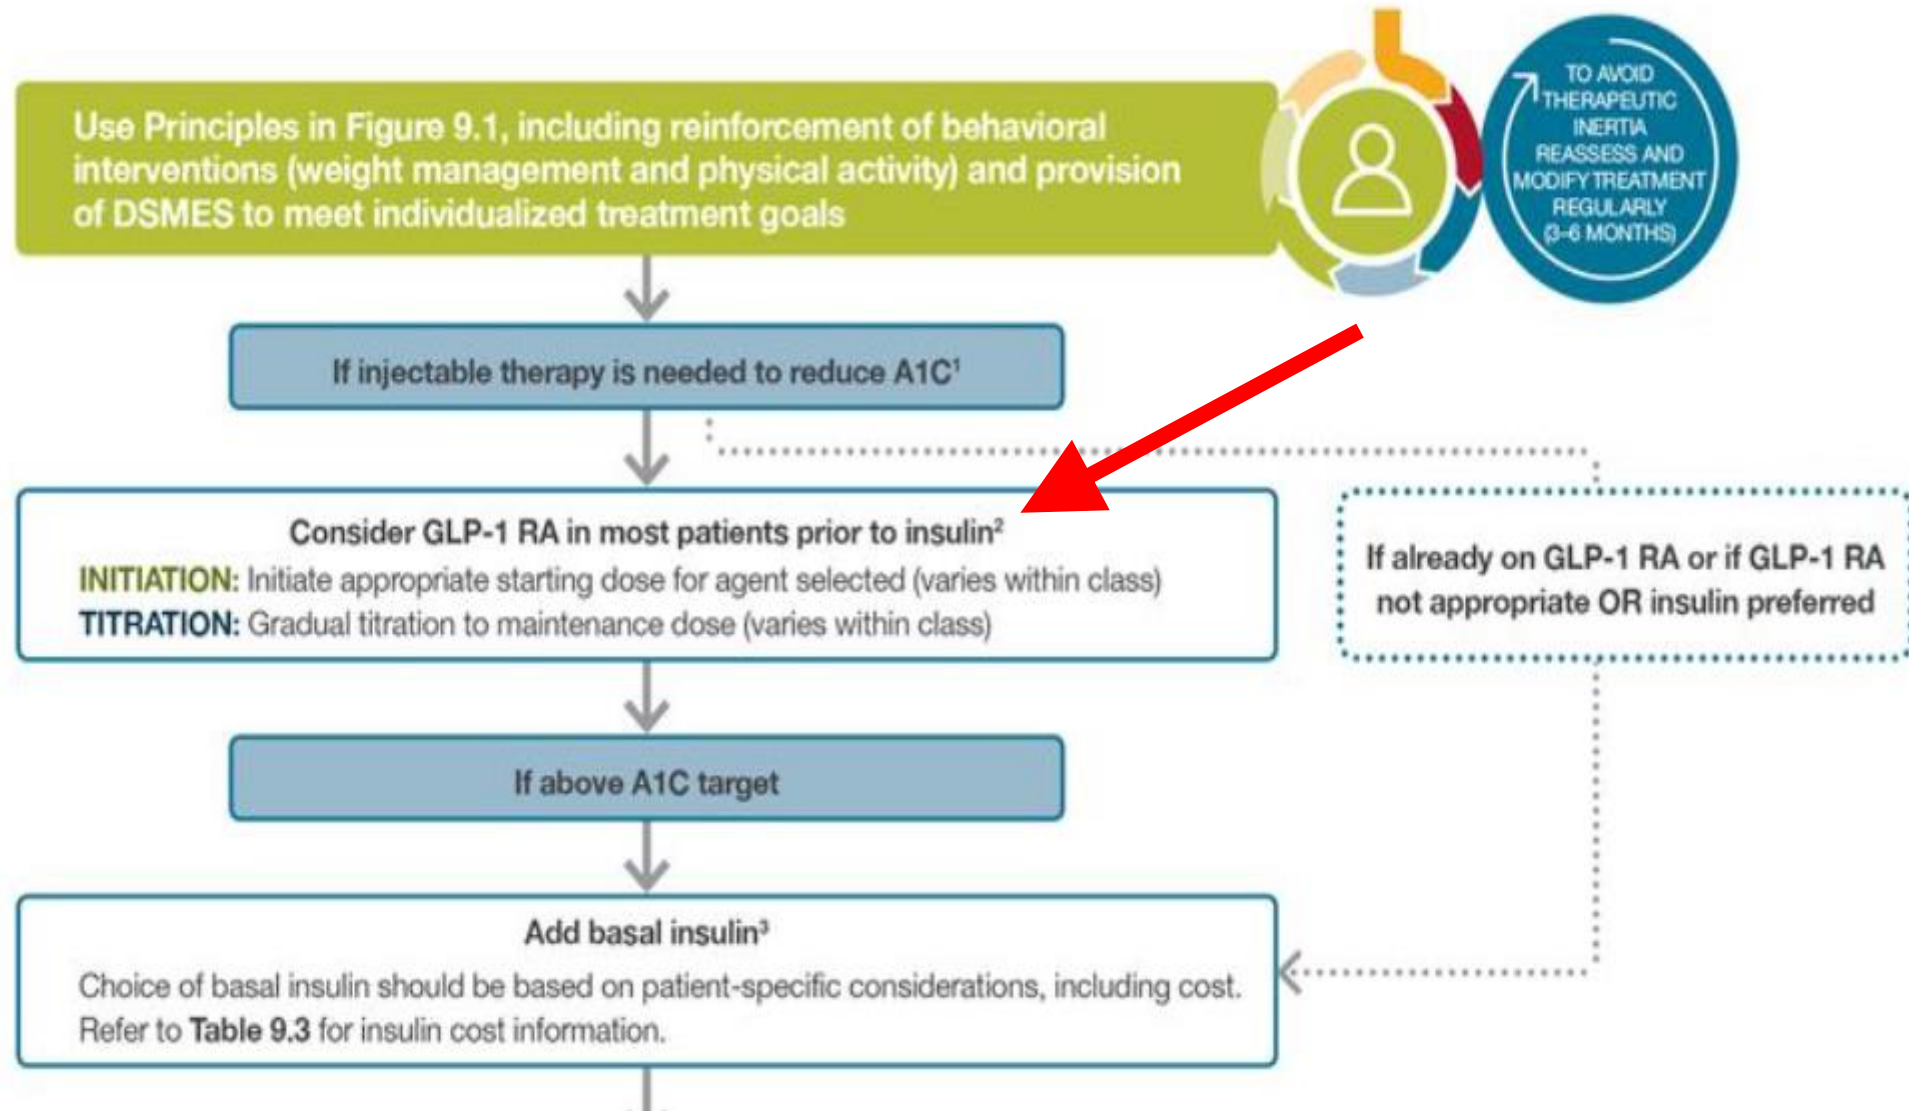 Use Principles in Figure 9.1, including reinforcement of behavioral
interventions (weight management and physical activity) and provision
of DSMES to meet individualized treatment goals
TO AVOID
THERAPEUTIC
INERTIA
REASSESS AND
MODIFY TREATMENT
REGULARLY
(3–6 MONTHS)
If injectable therapy is needed to reduce A1C¹
Consider GLP-1 RA in most patients prior to insulin²
INITIATION: Initiate appropriate starting dose for agent selected (varies within class)
TITRATION: Gradual titration to maintenance dose (varies within class)
If already on GLP-1 RA or if GLP-1 RA
not appropriate OR insulin preferred
If above A1C target
Add basal insulin³
Choice of basal insulin should be based on patient-specific considerations, including cost.
Refer to Table 9.3 for insulin cost information.